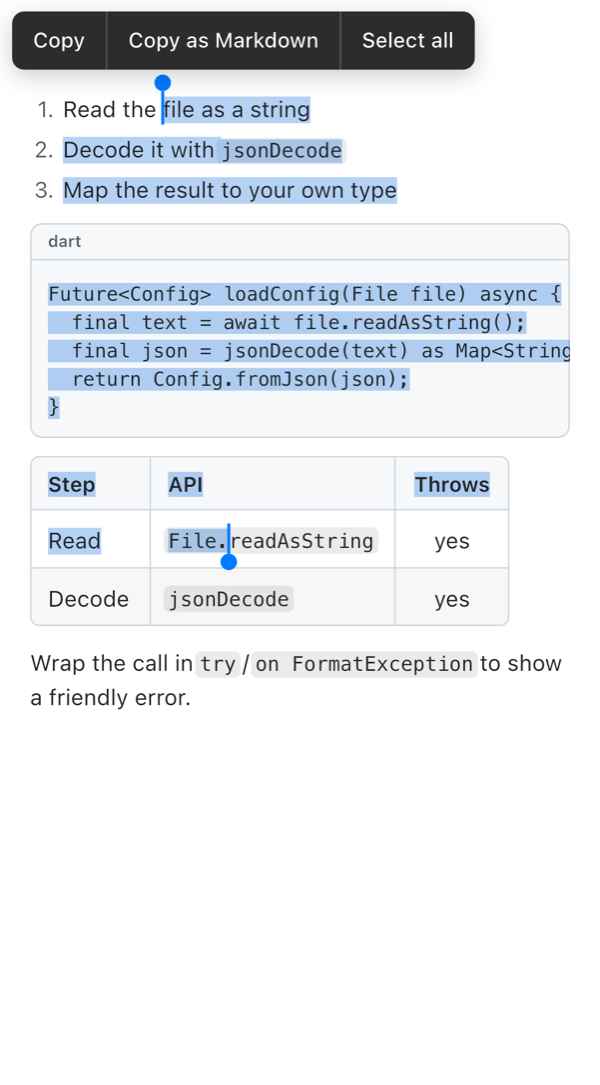 Copy Copy as Markdown Select all
1. Read the file as a string
2. Decode it with jsonDecode
3. Map the result to your own type
dart
Future<Config> loadConfig(File file) async {
  final text = await file.readAsString();
  final json = jsonDecode(text) as Map<String
  return Config.fromJson(json);
}
Step API Throws
Read File.readAsString yes
Decode jsonDecode yes
Wrap the call in try / on FormatException to show
a friendly error.